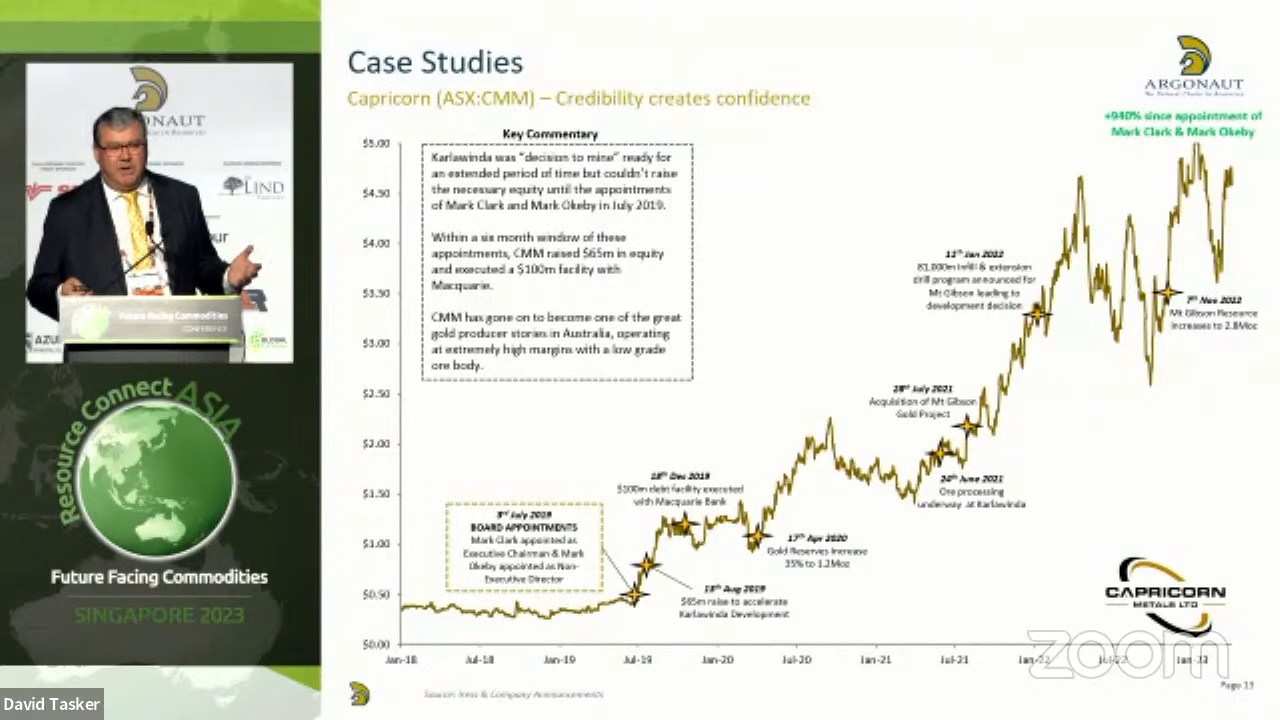 Case Studies
Capricorn (ASX:CMM) – Credibility creates confidence
ARGONAUT
+940% since appointment of
Mark Clark & Mark Okeby
Key Commentary
Karlawinda was "decision to mine" ready for
an extended period of time but couldn't raise
the necessary equity until the appointments
of Mark Clark and Mark Okeby in July 2019.
Within a six month window of these
appointments, CMM raised $65m in equity
and executed a $100m facility with
Macquarie.
CMM has gone on to become one of the great
gold producer stories in Australia, operating
at extremely high margins with a low grade
ore body.
$5.00
$4.50
$4.00
$3.50
$3.00
$2.50
$2.00
$1.50
$1.00
$0.50
$0.00
11th Jan 2022
81,000m infill & extension
drill program announced for
Mt Gibson leading to
development decision
7th Nov 2022
Mt Gibson Resource
increases to 2.8Moz
28th July 2021
Acquisition of Mt Gibson
Gold Project
24th June 2021
Ore processing
underway at Karlawinda
18th Dec 2019
$100m debt facility executed
with Macquarie Bank
3rd July 2019
BOARD APPOINTMENTS
Mark Clark appointed as
Executive Chairman & Mark
Okeby appointed as Non-
Executive Director
17th Apr 2020
Gold Reserves Increase
35% to 1.2Moz
13th Aug 2019
$65m raise to accelerate
Karlawinda Development
CAPRICORN
METALS LTD
Jan-18
Jul-18
Jan-19
Jul-19
Jan-20
Jul-20
Jan-21
Jul-21
Jan-22
Jul-22
Jan-23
zoom
Source: Iress & Company Announcements
Page 13
LIND
Future Facing Commodities
CONFERENCE
Resource Connect ASIA
Future Facing Commodities
SINGAPORE 2023
David Tasker